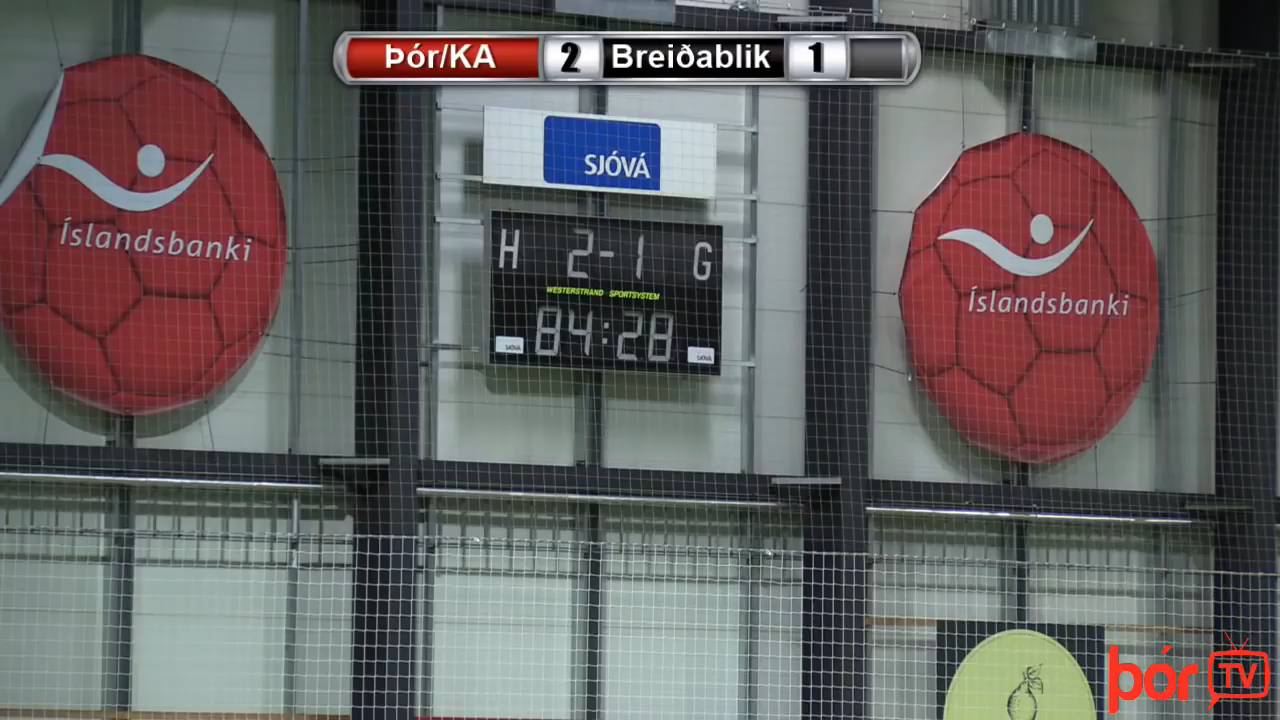 Þór/KA 2 Breiðablik 1
SJÓVÁ
H 2-1 G
WESTERSTRAND SPORTSYSTEM
84:28
SJÓVÁ
SJÓVÁ
Íslandsbanki
Íslandsbanki
þór TV